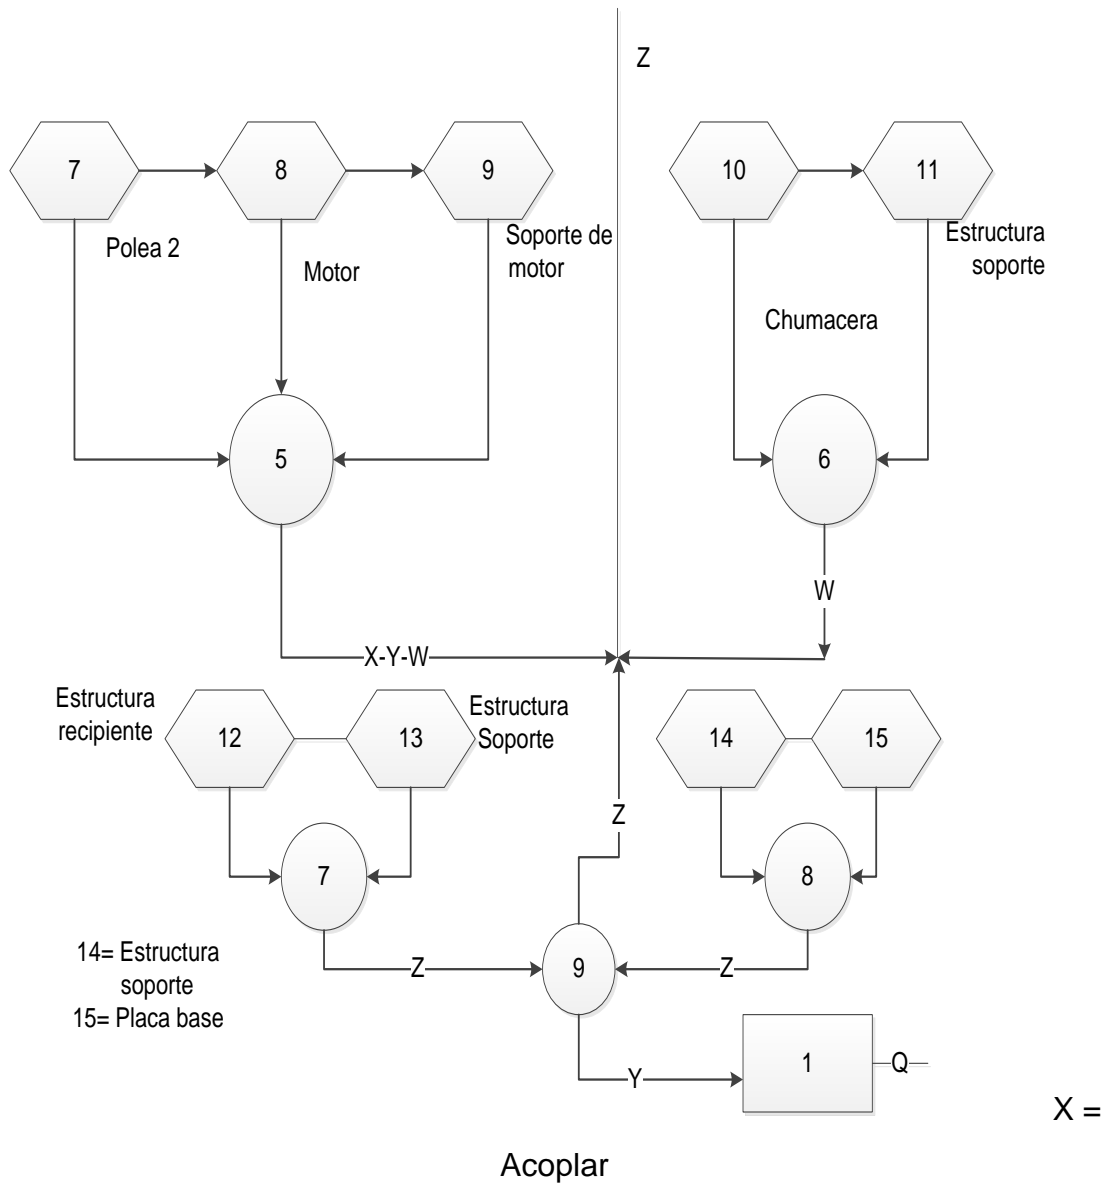 Z
7
8
9
10
11
Polea 2
Motor
Soporte de
motor
Estructura
soporte
Chumacera
5
6
W
X-Y-W
Estructura
recipiente
12
13
Estructura
Soporte
14
15
Z
7
8
14= Estructura
soporte
15= Placa base
Z
9
Z
1
Q
Y
X =
Acoplar